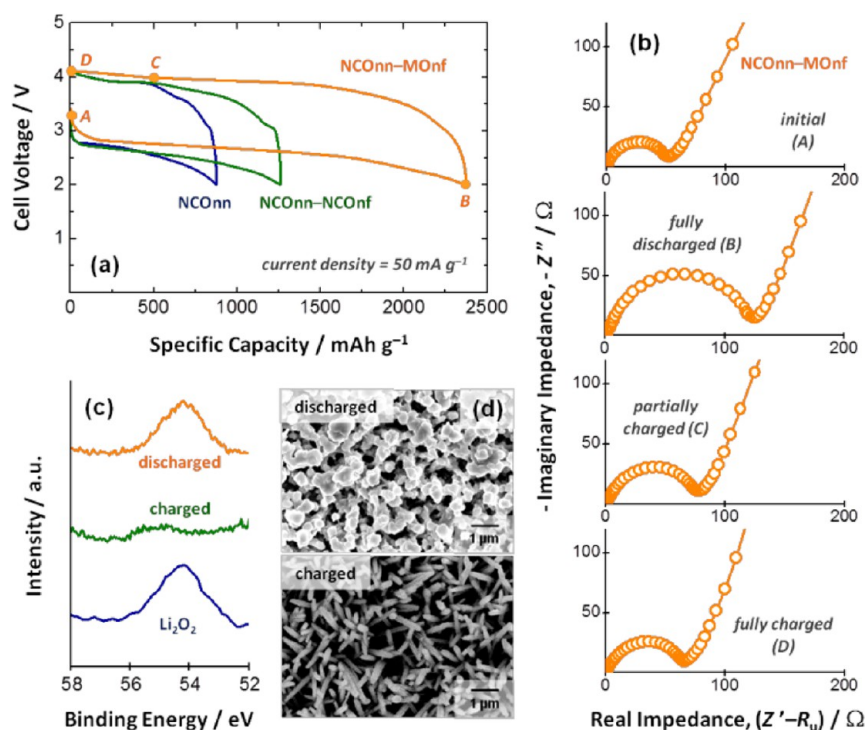 5
4
3
2
1
Cell Voltage / V
D
C
A
B
NCOnn–MOnf
NCOnn
NCOnn–NCOnf
(a)
current density = 50 mA g⁻¹
0 500 1000 1500 2000 2500
Specific Capacity / mAh g⁻¹
(b)
NCOnn–MOnf
100
50
initial
(A)
0 100 200
fully
discharged (B)
100
50
0 100 200
partially
charged (C)
100
50
0 100 200
fully charged
(D)
100
50
0 100 200
- Imaginary Impedance, - Z″ / Ω
Real Impedance, (Z′–Rᵤ) / Ω
(c)
discharged
charged
Li₂O₂
Intensity / a.u.
58 56 54 52
Binding Energy / eV
(d)
discharged
1 µm
charged
1 µm